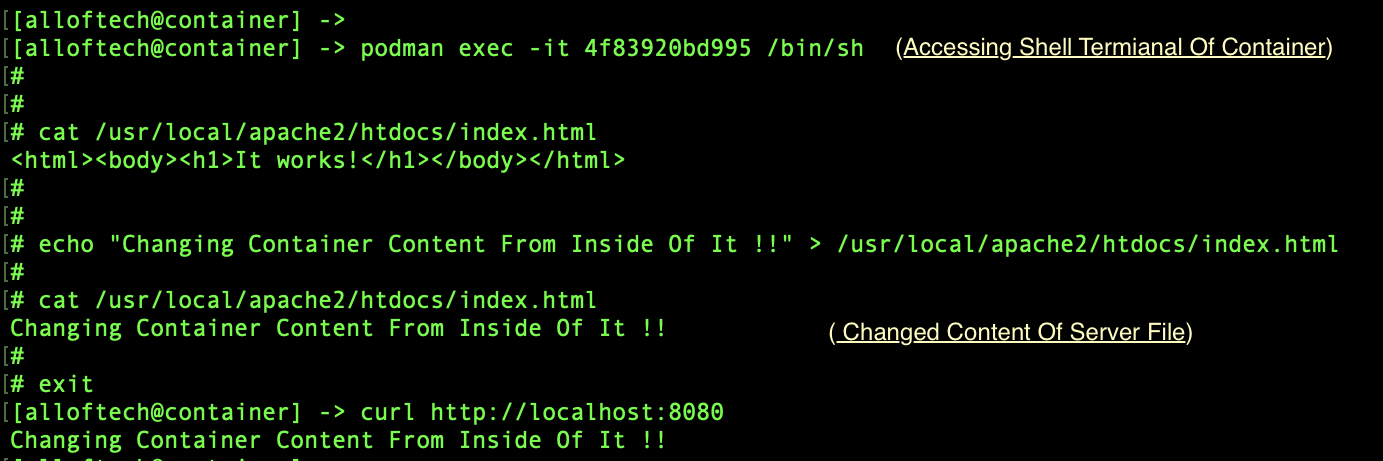 [[alloftech@container] ->
[[alloftech@container] -> podman exec -it 4f83920bd995 /bin/sh (Accessing Shell Termianal Of Container)
[#
[#
[# cat /usr/local/apache2/htdocs/index.html
<html><body><h1>It works!</h1></body></html>
[#
[#
[# echo "Changing Container Content From Inside Of It !!" > /usr/local/apache2/htdocs/index.html
[#
[# cat /usr/local/apache2/htdocs/index.html
Changing Container Content From Inside Of It !! ( Changed Content Of Server File)
[#
[# exit
[[alloftech@container] -> curl http://localhost:8080
Changing Container Content From Inside Of It !!